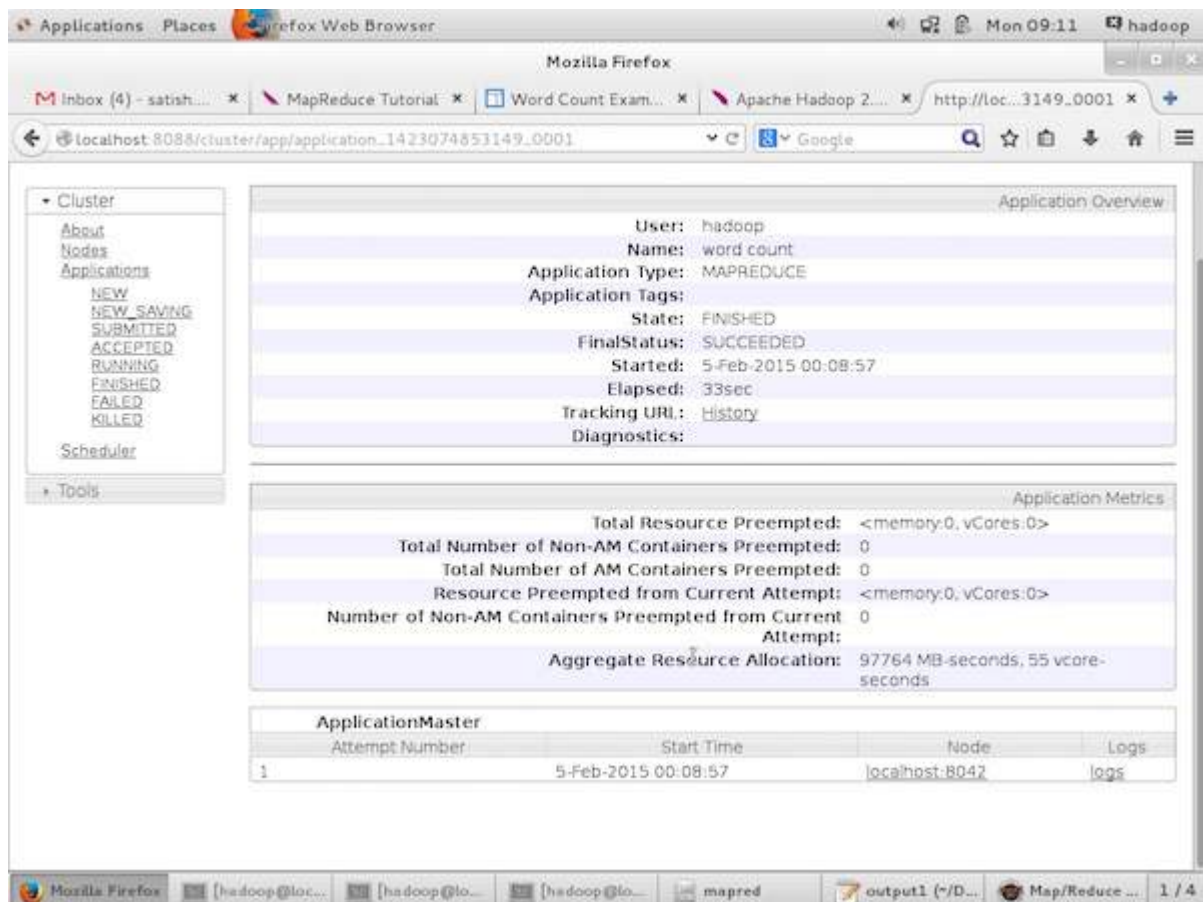 Applications Places Firefox Web Browser Mon 09:11 hadoop
Mozilla Firefox
Inbox (4) - satish.... MapReduce Tutorial Word Count Exam... Apache Hadoop 2.... http://loc...3149_0001
localhost:8088/cluster/app/application_1423074853149_0001 Google
Cluster
About
Nodes
Applications
NEW
NEW_SAVING
SUBMITTED
ACCEPTED
RUNNING
FINISHED
FAILED
KILLED
Scheduler
Tools
Application Overview
User: hadoop
Name: word count
Application Type: MAPREDUCE
Application Tags:
State: FINISHED
FinalStatus: SUCCEEDED
Started: 5-Feb-2015 00:08:57
Elapsed: 33sec
Tracking URL: History
Diagnostics:
Application Metrics
Total Resource Preempted: <memory:0, vCores:0>
Total Number of Non-AM Containers Preempted: 0
Total Number of AM Containers Preempted: 0
Resource Preempted from Current Attempt: <memory:0, vCores:0>
Number of Non-AM Containers Preempted from Current 0
Attempt:
Aggregate Resource Allocation: 97764 MB-seconds, 55 vcore-
seconds
ApplicationMaster
Attempt Number Start Time Node Logs
1 5-Feb-2015 00:08:57 localhost:8042 logs
Mozilla Firefox [hadoop@loc... [hadoop@lo... [hadoop@lo... mapred output1 (~/D... Map/Reduce ... 1 / 4